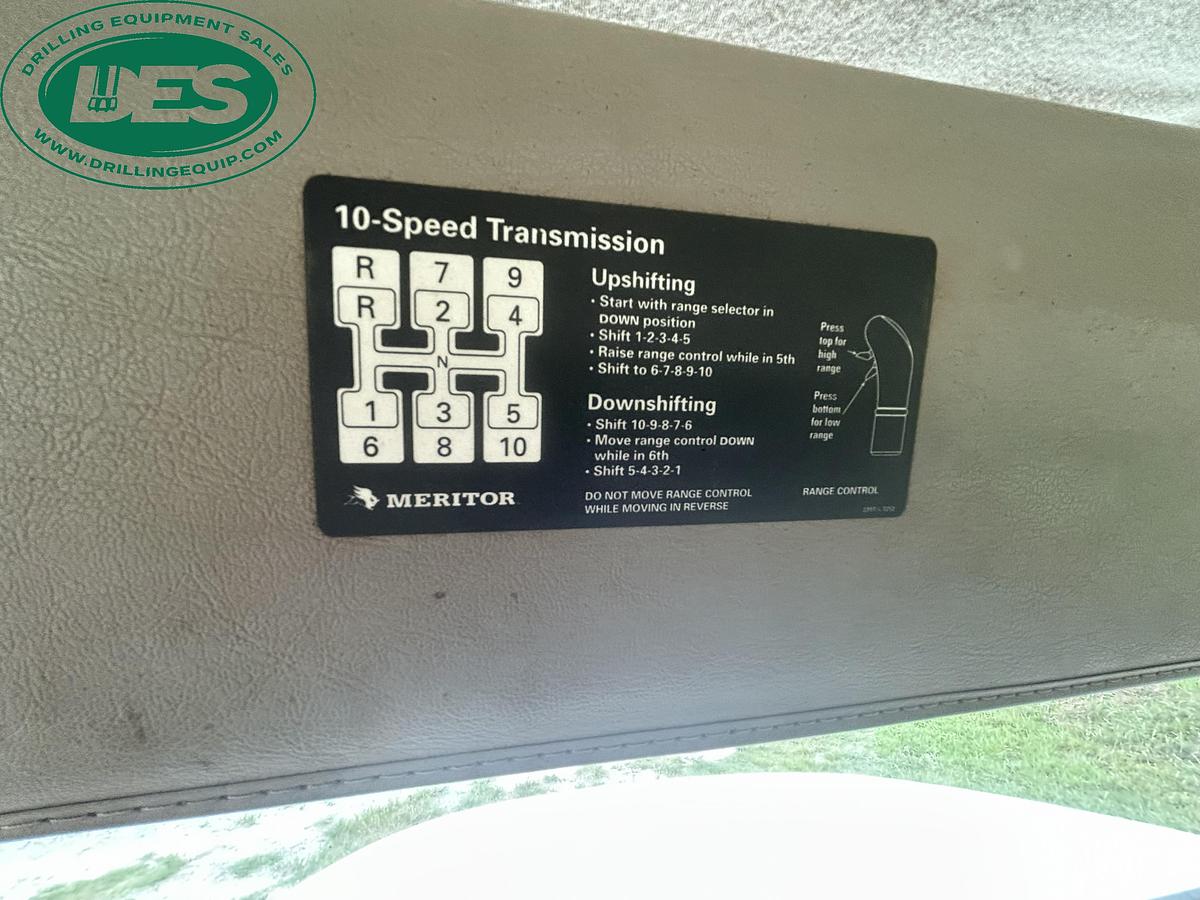 DRILLING EQUIPMENT SALES
DES
WWW.DRILLINGEQUIP.COM
10-Speed Transmission
R 7 9
R 2 4
N
1 3 5
6 8 10
MERITOR
Upshifting
• Start with range selector in
DOWN position
• Shift 1-2-3-4-5
• Raise range control while in 5th
• Shift to 6-7-8-9-10
Downshifting
• Shift 10-9-8-7-6
• Move range control DOWN
while in 6th
• Shift 5-4-3-2-1
DO NOT MOVE RANGE CONTROL
WHILE MOVING IN REVERSE
Press
top for
high
range
Press
bottom
for low
range
RANGE CONTROL